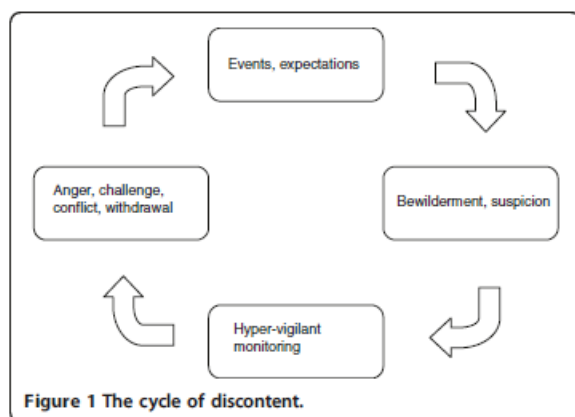 Events, expectations
Anger, challenge,
conflict, withdrawal
Bewilderment, suspicion
Hyper-vigilant
monitoring
Figure 1 The cycle of discontent.